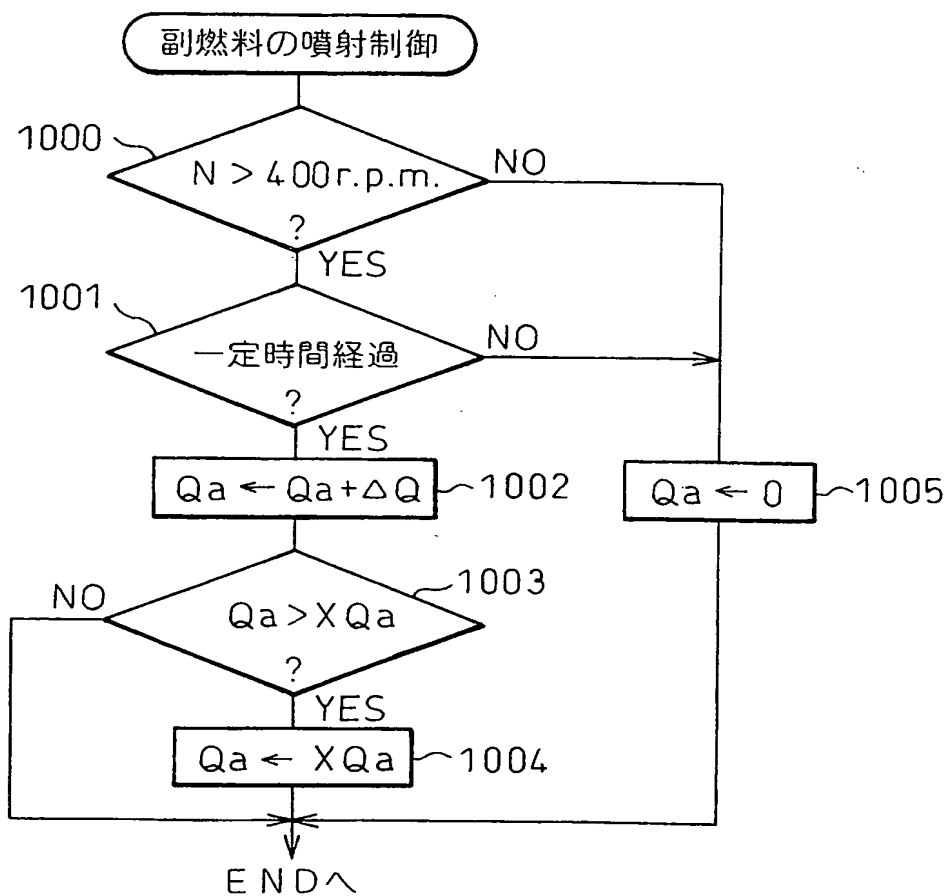 副燃料の噴射制御
1000
N > 400r.p.m.
?
NO
YES
1001
一定時間経過
?
NO
YES
Qa ← Qa+△Q
1002
Qa ← 0
1005
1003
NO
Qa>XQa
?
YES
Qa ← XQa
1004
ENDへ